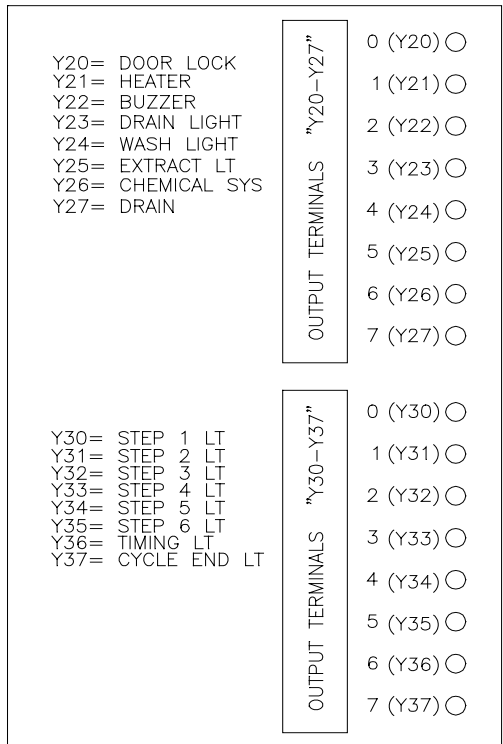 Y20= DOOR LOCK
Y21= HEATER
Y22= BUZZER
Y23= DRAIN LIGHT
Y24= WASH LIGHT
Y25= EXTRACT LT
Y26= CHEMICAL SYS
Y27= DRAIN
OUTPUT TERMINALS "Y20-Y27"
0 (Y20)
1 (Y21)
2 (Y22)
3 (Y23)
4 (Y24)
5 (Y25)
6 (Y26)
7 (Y27)
Y30= STEP 1 LT
Y31= STEP 2 LT
Y32= STEP 3 LT
Y33= STEP 4 LT
Y34= STEP 5 LT
Y35= STEP 6 LT
Y36= TIMING LT
Y37= CYCLE END LT
OUTPUT TERMINALS "Y30-Y37"
0 (Y30)
1 (Y31)
2 (Y32)
3 (Y33)
4 (Y34)
5 (Y35)
6 (Y36)
7 (Y37)